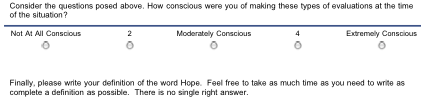 Consider the questions posed above. How conscious were you of making these types of evaluations at the time
of the situation?
Not At All Conscious 2 Moderately Conscious 4 Extremely Conscious
Finally, please write your definition of the word Hope. Feel free to take as much time as you need to write as
complete a definition as possible. There is no single right answer.